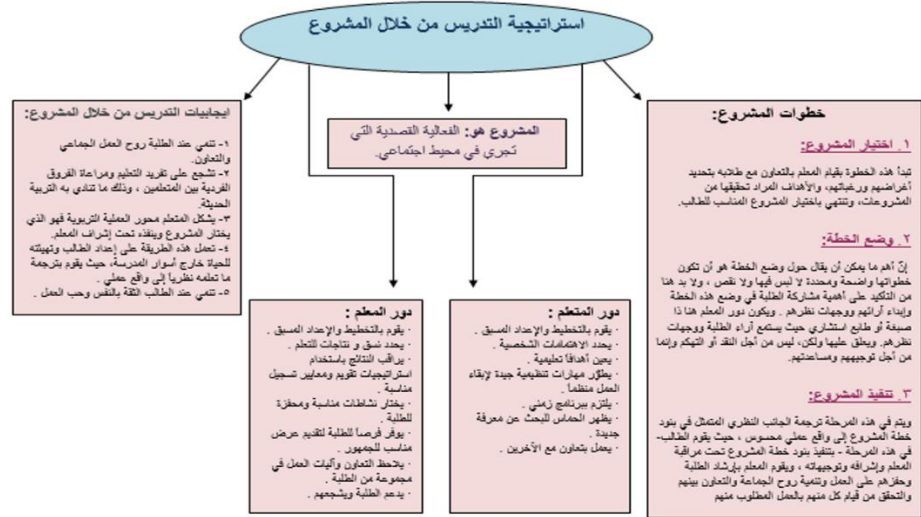 استراتيجية التدريس من خلال المشروع
خطوات المشروع:
١. اختيار المشروع:
تبدأ هذه الخطوة بقيام المعلم بالتعاون مع طلابه بتحديد
أغراضهم ورغباتهم، والأهداف المراد تحقيقها من
المشروعات، وتنتهي باختيار المشروع المناسب للطالب.
٢. وضع الخطة:
إنّ أهم ما يمكن أن يقال حول وضع الخطة هو أن تكون
خطواتها واضحة ومحددة لا لبس فيها ولا نقص ، ولا بد هنا
من التأكيد على أهمية مشاركة الطلبة في وضع هذه الخطة
وإبداء آرائهم ووجهات نظرهم . ويكون دور المعلم هنا ذا
صبغة أو طابع استشاري حيث يستمع آراء الطلبة ووجهات
نظرهم. ويعلق عليها ولكن، ليس من أجل النقد أو التهكم وإنما
من أجل توجيههم ومساعدتهم.
٣. تنفيذ المشروع:
ويتم في هذه المرحلة ترجمة الجانب النظري المتمثل في بنود
خطة المشروع إلى واقع عملي محسوس ، حيث يقوم الطالب-
في هذه المرحلة - بتنفيذ بنود خطة المشروع تحت مراقبة
المعلم وإشرافه وتوجيهاته ، ويقوم المعلم بإرشاد الطلبة
وحفزهم على العمل وتنمية روح الجماعة والتعاون بينهم
والتحقق من قيام كل منهم بالعمل المطلوب منهم
المشروع هو: الفعالية القصدية التي
تجري في محيط اجتماعي.
ايجابيات التدريس من خلال المشروع:
١- تنمي عند الطلبة روح العمل الجماعي
والتعاون.
٢- تشجع على تفريد التعليم ومراعاة الفروق
الفردية بين المتعلمين ، وذلك ما تنادي به التربية
الحديثة.
٣- يشكل المتعلم محور العملية التربوية فهو الذي
يختار المشروع وينفذه تحت إشراف المعلم.
٤- تعمل هذه الطريقة على إعداد الطالب وتهيئته
للحياة خارج أسوار المدرسة، حيث يقوم بترجمة
ما تعلمه نظرياً إلى واقع عملي .
٥- تنمي عند الطالب الثقة بالنفس وحب العمل .
دور المتعلم :
· يقوم بالتخطيط والإعداد المسبق .
· يحدد الاهتمامات الشخصية .
· يعين أهدافاً تعليمية .
· يطوّر مهارات تنظيمية جيدة لإبقاء
العمل منظماً .
· يلتزم ببرنامج زمني .
· يظهر الحماس للبحث عن معرفة
جديدة .
· يعمل بتعاون مع الآخرين .
دور المعلم :
· يقوم بالتخطيط والإعداد المسبق .
· يحدد نسق و نتاجات للتعلم .
· يراقب النتائج باستخدام
استراتيجيات تقويم ومعايير تسجيل
مناسبة .
· يختار نشاطات مناسبة ومحفزة
للطلبة .
· يوفر فرصاً للطلبة لتقديم عرض
مناسب للجمهور .
· يلاحظ التعاون وآليات العمل في
مجموعة من الطلبة .
· يدعم الطلبة ويشجعهم .